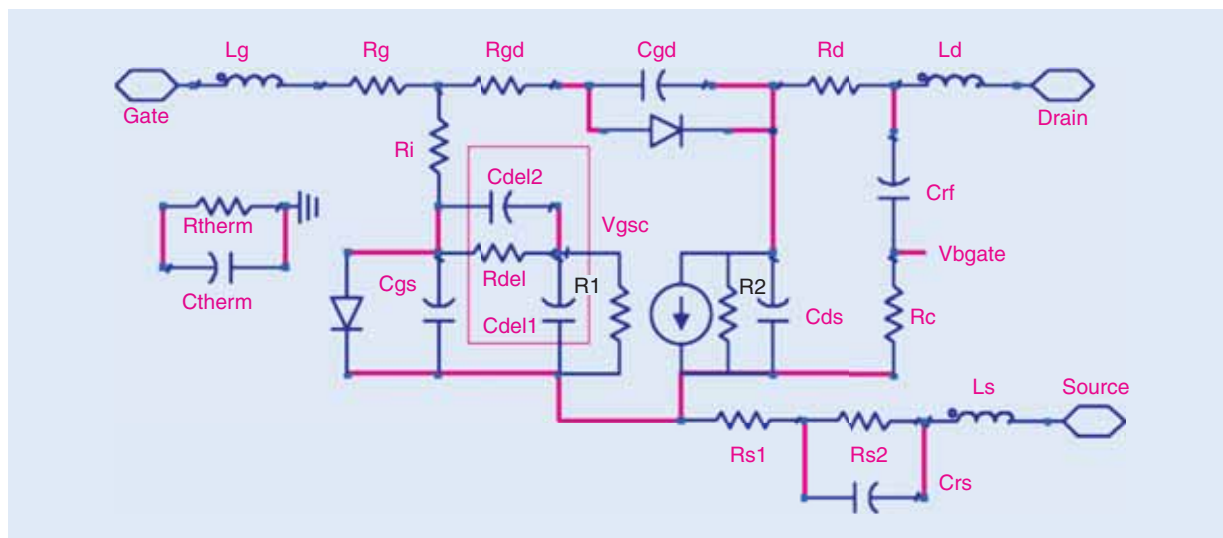 Lg Rg Rgd Cgd Rd Ld
Gate Drain
Ri
Cdel2
Crf
Rtherm
Vgsc
Vbgate
Ctherm
Cgs Rdel R1 R2
Cdel1 Cds Rc
Ls Source
Rs1 Rs2
Crs